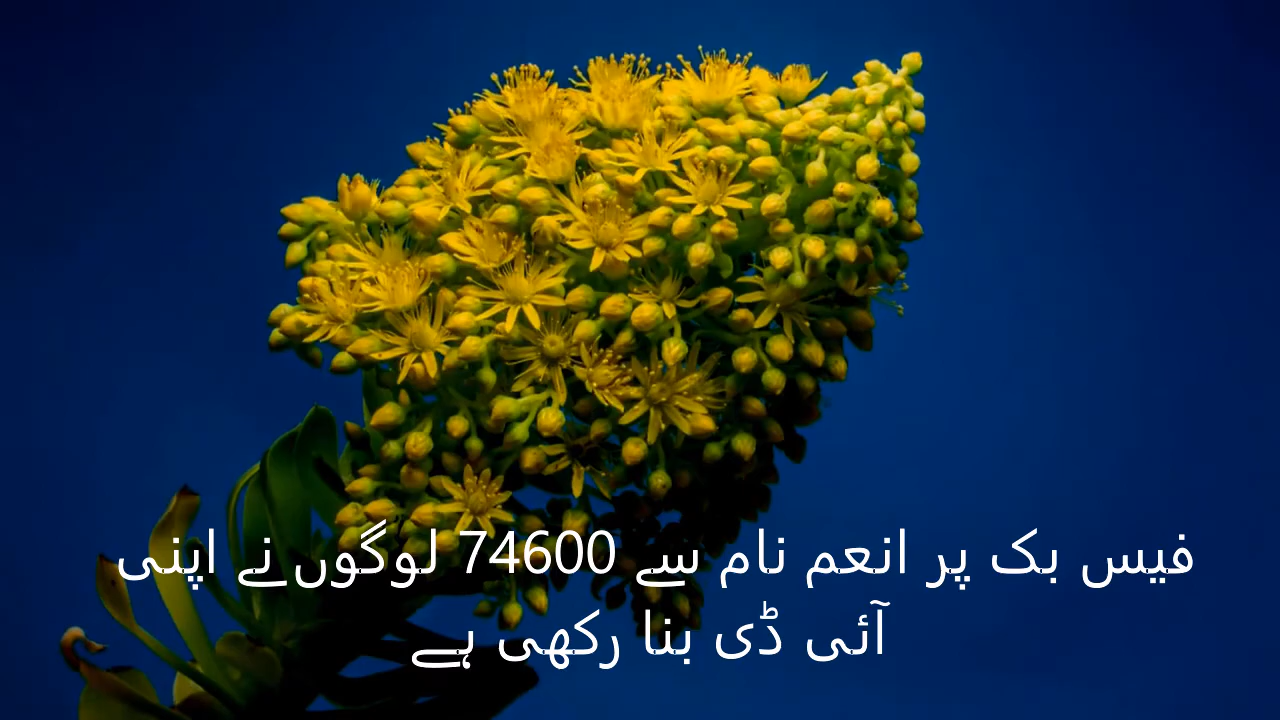 فیس بک پر انعم نام سے 74600 لوگوں نے اپنی
آئی ڈی بنا رکھی ہے